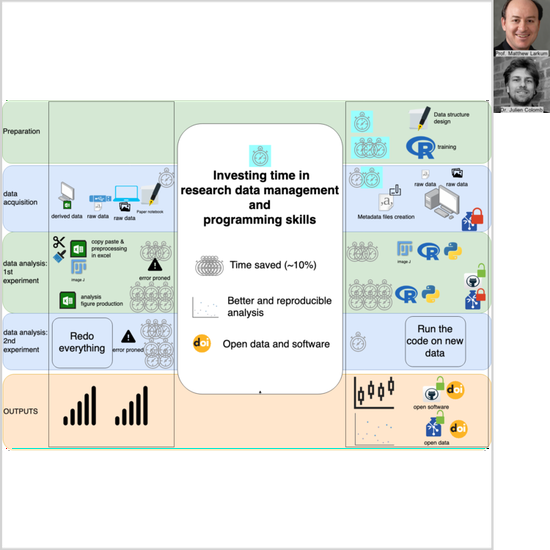 Prof. Matthew Larkum
Dr. Julien Colomb
Preparation
Data structure
design
R
training
Investing time in
research data management
and
programming skills
Time saved (~10%)
Better and reproducible
analysis
doi
Open data and software
data
acquisition
derived data
raw data
raw data
Paper notebook
raw data
raw data
Metadata files creation
data analysis:
1st
experiment
copy paste &
preprocessing
in excel
image J
error proned
analysis
figure production
image J
R
R
data analysis:
2nd
experiment
Redo
everything
error proned
Run the
code on new
data
OUTPUTS
doi
open software
doi
open data